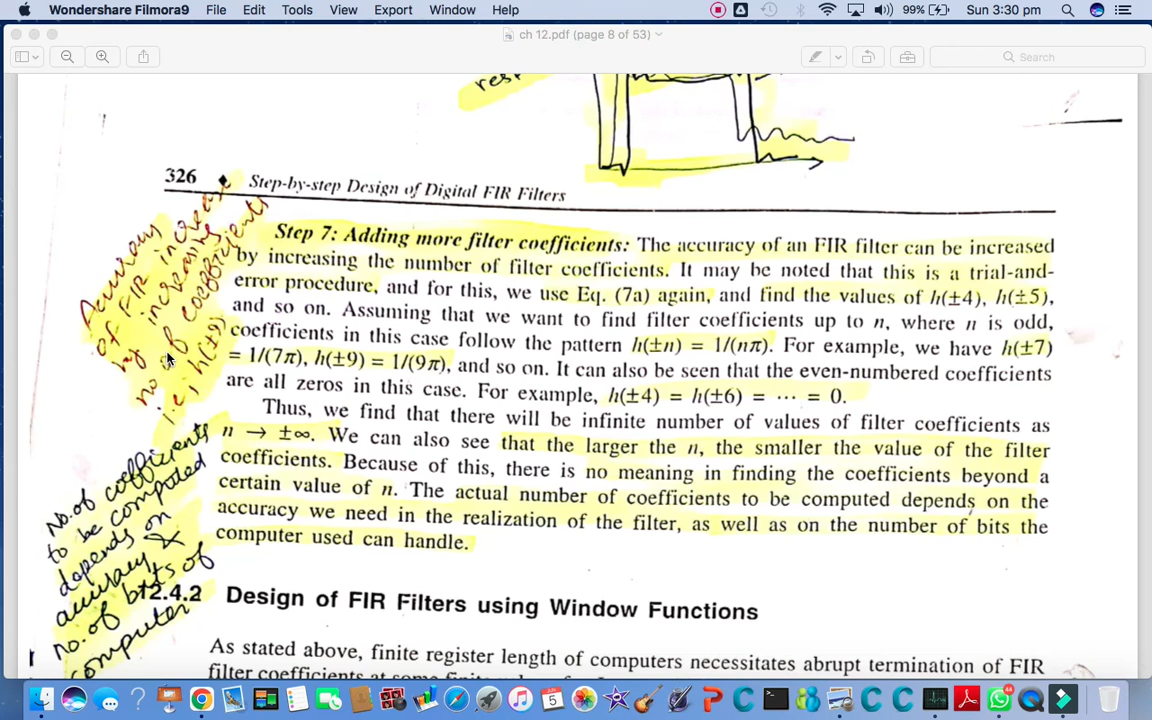 Wondershare Filmora9 File Edit Tools View Export Window Help 99% Sun 3:30 pm
ch 12.pdf (page 8 of 53)
Search
rest
326 ♦ Step-by-step Design of Digital FIR Filters
Step 7: Adding more filter coefficients: The accuracy of an FIR filter can be increased
by increasing the number of filter coefficients. It may be noted that this is a trial-and-
error procedure, and for this, we use Eq. (7a) again, and find the values of h(±4), h(±5),
and so on. Assuming that we want to find filter coefficients up to n, where n is odd,
coefficients in this case follow the pattern h(±n) = 1/(nπ). For example, we have h(±7)
= 1/(7π), h(±9) = 1/(9π), and so on. It can also be seen that the even-numbered coefficients
are all zeros in this case. For example, h(±4) = h(±6) = ··· = 0.
Thus, we find that there will be infinite number of values of filter coefficients as
n → ±∞. We can also see that the larger the n, the smaller the value of the filter
coefficients. Because of this, there is no meaning in finding the coefficients beyond a
certain value of n. The actual number of coefficients to be computed depends on the
accuracy we need in the realization of the filter, as well as on the number of bits the
computer used can handle.
Accuracy
of FIR increase
by increasing
no of coefficients
i.e, h(±9)
No. of coefficients
to be computed
depends on
accuracy &
no. of bits of
computer
12.4.2 Design of FIR Filters using Window Functions
As stated above, finite register length of computers necessitates abrupt termination of FIR
filter coefficients at some finite